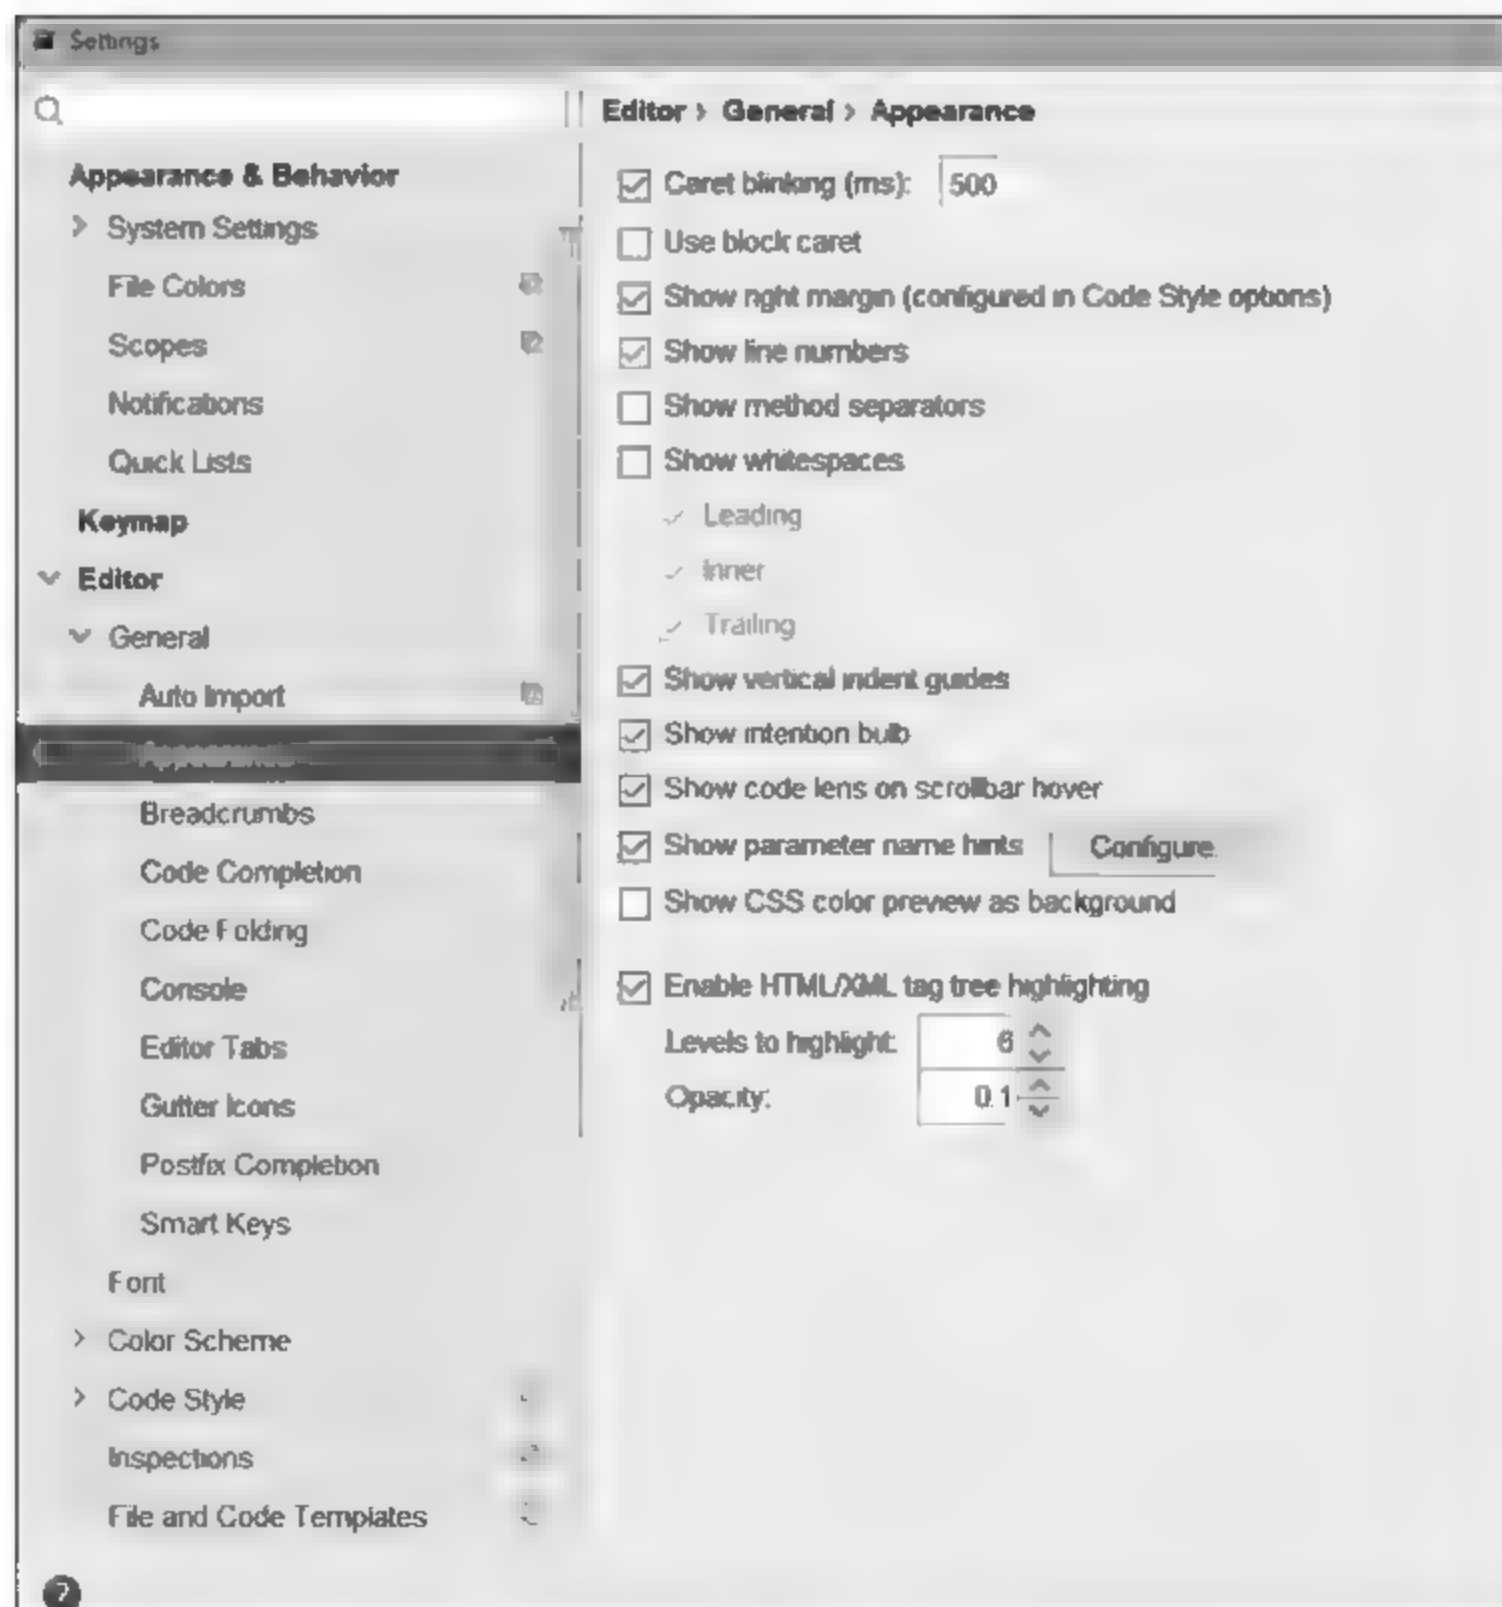 Settings
Editor › General › Appearance
Appearance & Behavior
System Settings
File Colors
Scopes
Notifications
Quick Lists
Keymap
Editor
General
Auto Import
Appearance
Breadcrumbs
Code Completion
Code Folding
Console
Editor Tabs
Gutter Icons
Postfix Completion
Smart Keys
Font
Color Scheme
Code Style
Inspections
File and Code Templates
?
Caret blinking (ms): 500
Use block caret
Show right margin (configured in Code Style options)
Show line numbers
Show method separators
Show whitespaces
Leading
Inner
Trailing
Show vertical indent guides
Show intention bulb
Show code lens on scrollbar hover
Show parameter name hints Configure.
Show CSS color preview as background
Enable HTML/XML tag tree highlighting
Levels to highlight: 6
Opacity: 0.1